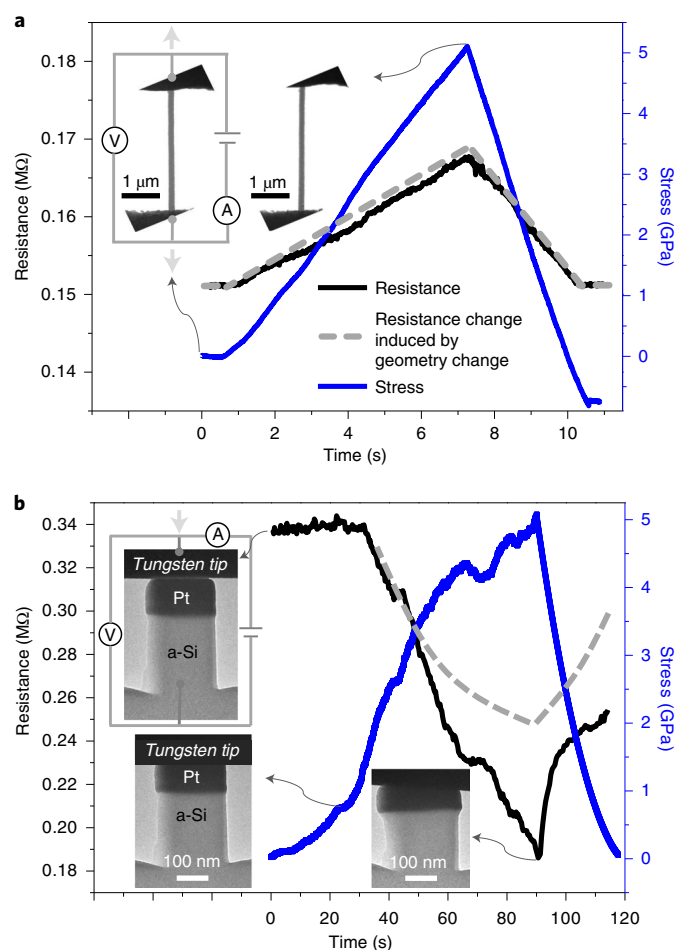 a
0.18
0.17
0.16
0.15
0.14
Resistance (MΩ)
V
A
1 μm
1 μm
Resistance
Resistance change
induced by
geometry change
Stress
5
4
3
2
1
0
Stress (GPa)
0
2
4
6
8
10
Time (s)
b
0.34
0.32
0.30
0.28
0.26
0.24
0.22
0.20
0.18
Resistance (MΩ)
A
Tungsten tip
Pt
V
a-Si
Tungsten tip
Pt
a-Si
100 nm
100 nm
5
4
3
2
1
0
Stress (GPa)
0
20
40
60
80
100
120
Time (s)